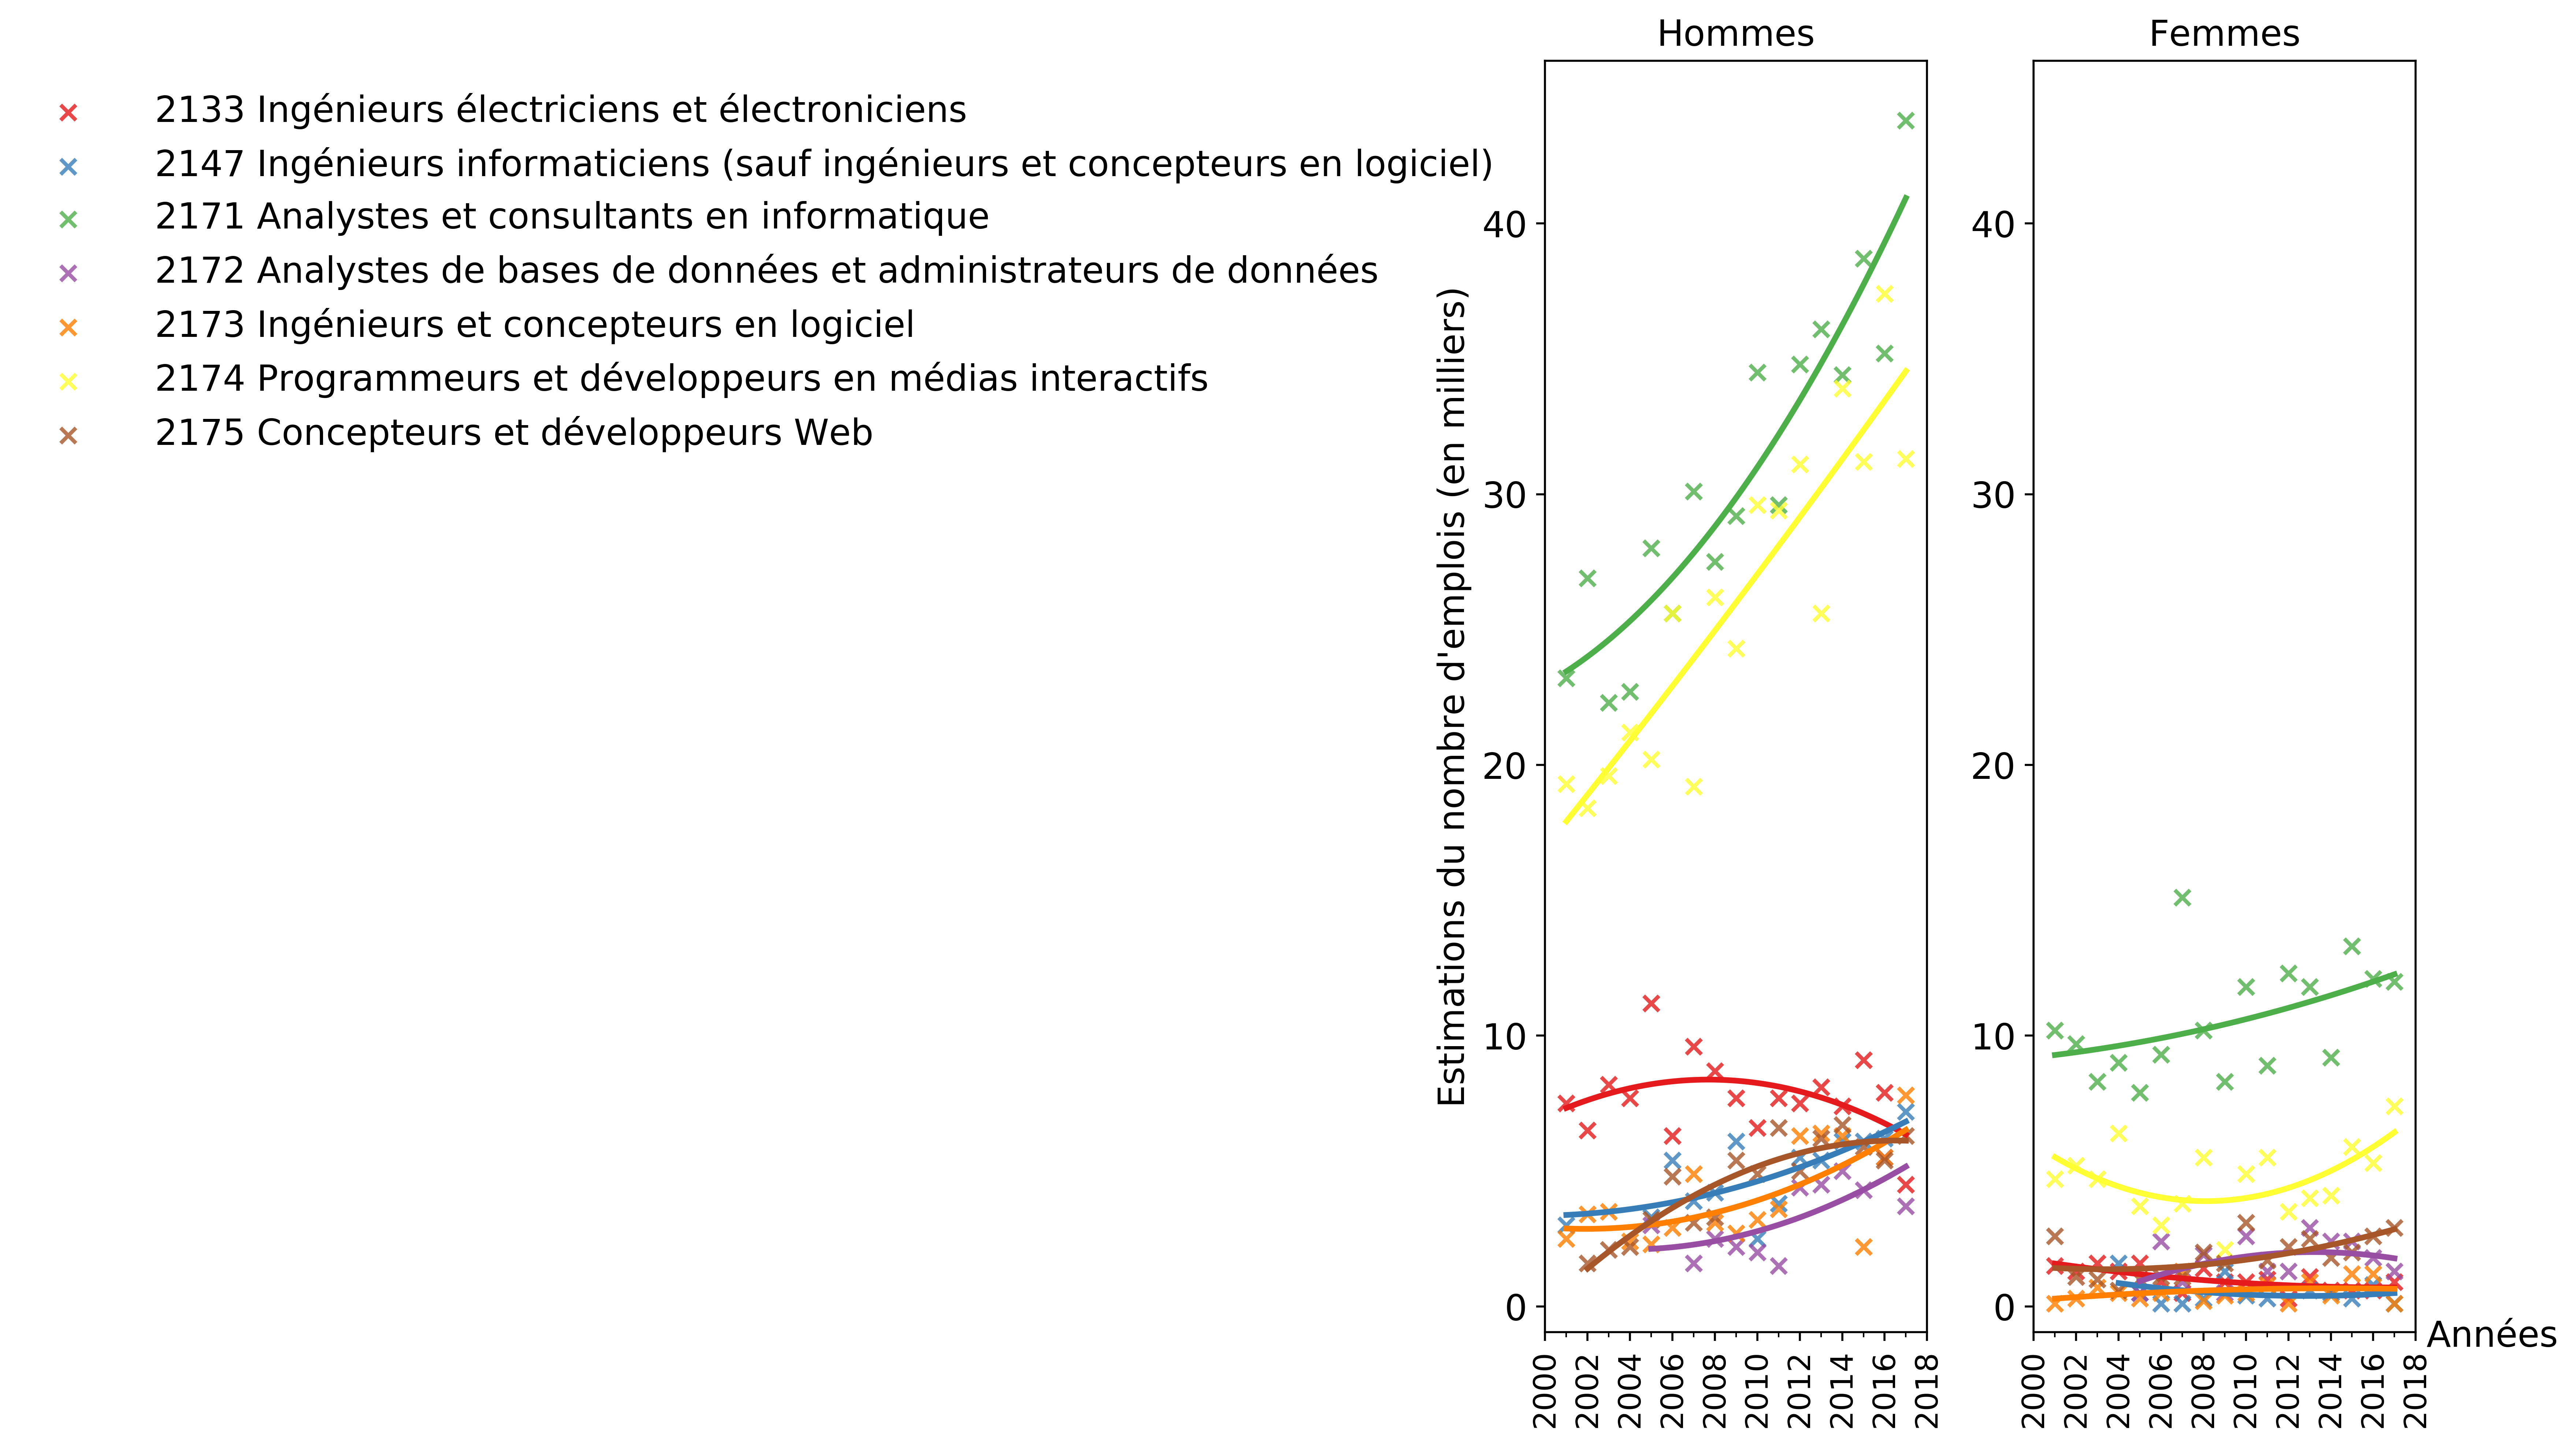 Hommes
Femmes
2133 Ingénieurs électriciens et électroniciens
2147 Ingénieurs informaticiens (sauf ingénieurs et concepteurs en logiciel)
2171 Analystes et consultants en informatique
2172 Analystes de bases de données et administrateurs de données
2173 Ingénieurs et concepteurs en logiciel
2174 Programmeurs et développeurs en médias interactifs
2175 Concepteurs et développeurs Web
Estimations du nombre d'emplois (en milliers)
40
30
20
10
0
2000 2002 2004 2006 2008 2010 2012 2014 2016 2018
40
30
20
10
0
2000 2002 2004 2006 2008 2010 2012 2014 2016 2018
Années